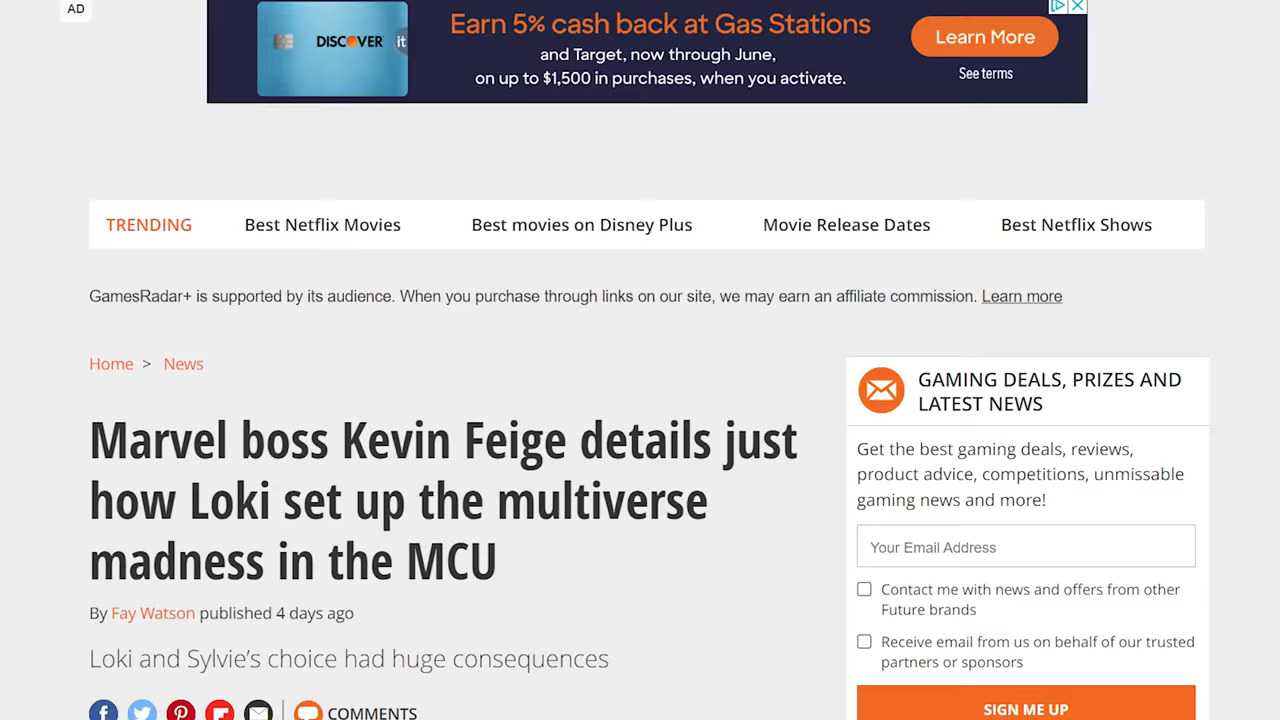 AD
DISCOVER it
Earn 5% cash back at Gas Stations
and Target, now through June,
on up to $1,500 in purchases, when you activate.
Learn More
See terms
TRENDING Best Netflix Movies Best movies on Disney Plus Movie Release Dates Best Netflix Shows
GamesRadar+ is supported by its audience. When you purchase through links on our site, we may earn an affiliate commission. Learn more
Home > News
Marvel boss Kevin Feige details just
how Loki set up the multiverse
madness in the MCU
By Fay Watson published 4 days ago
Loki and Sylvie’s choice had huge consequences
COMMENTS
GAMING DEALS, PRIZES AND
LATEST NEWS
Get the best gaming deals, reviews,
product advice, competitions, unmissable
gaming news and more!
Your Email Address
Contact me with news and offers from other
Future brands
Receive email from us on behalf of our trusted
partners or sponsors
SIGN ME UP